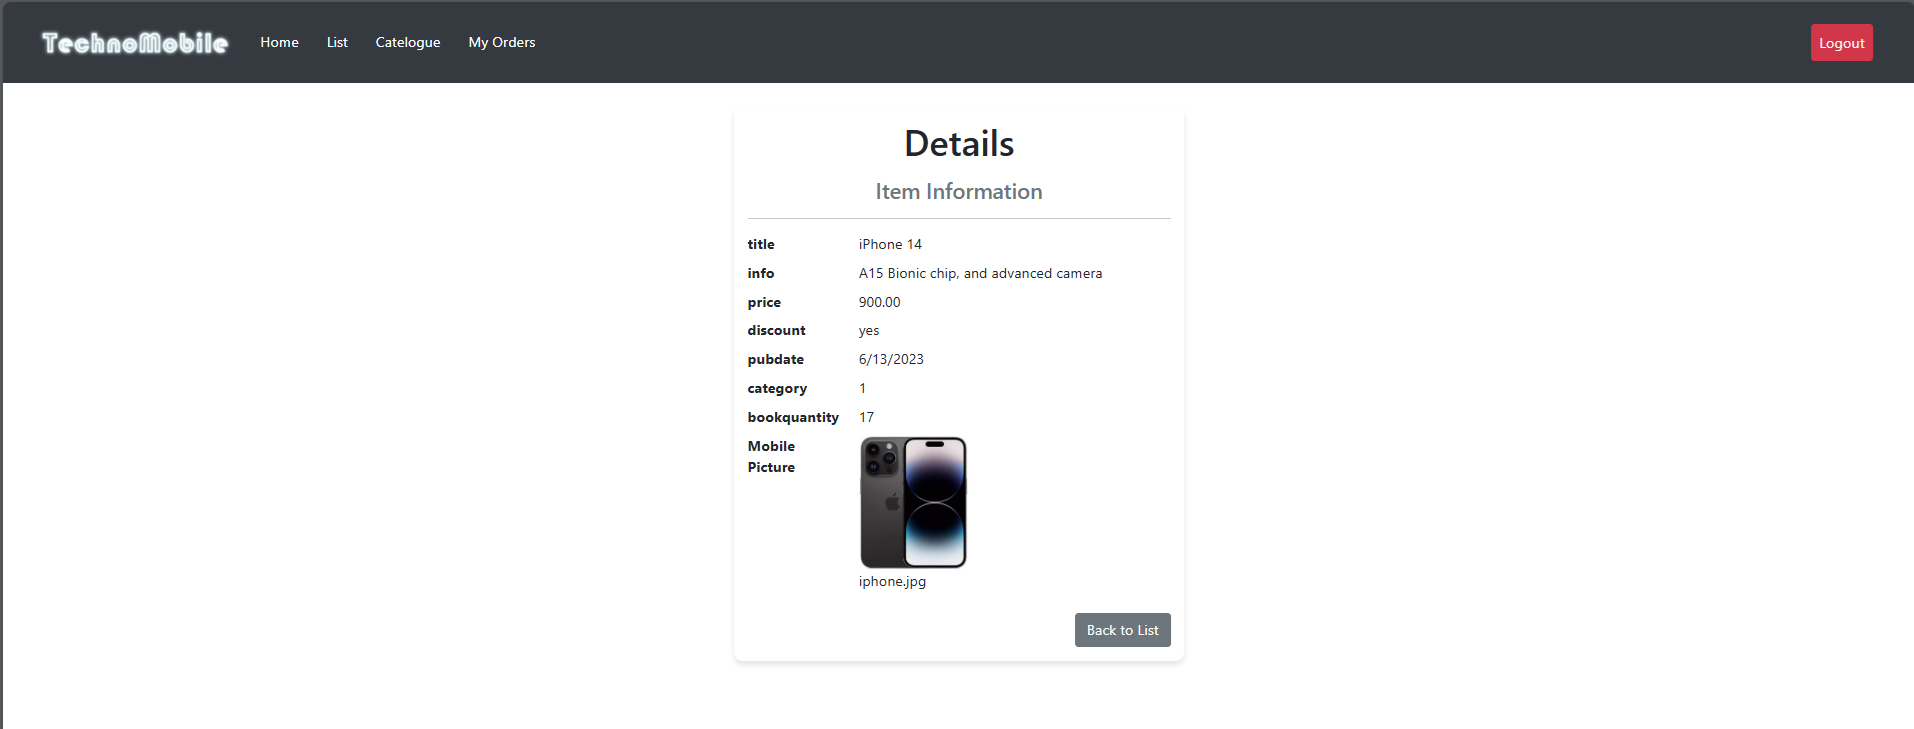 TechnoMobile Home List Catelogue My Orders Logout
Details
Item Information
title iPhone 14
info A15 Bionic chip, and advanced camera
price 900.00
discount yes
pubdate 6/13/2023
category 1
bookquantity 17
Mobile
Picture
iphone.jpg
Back to List